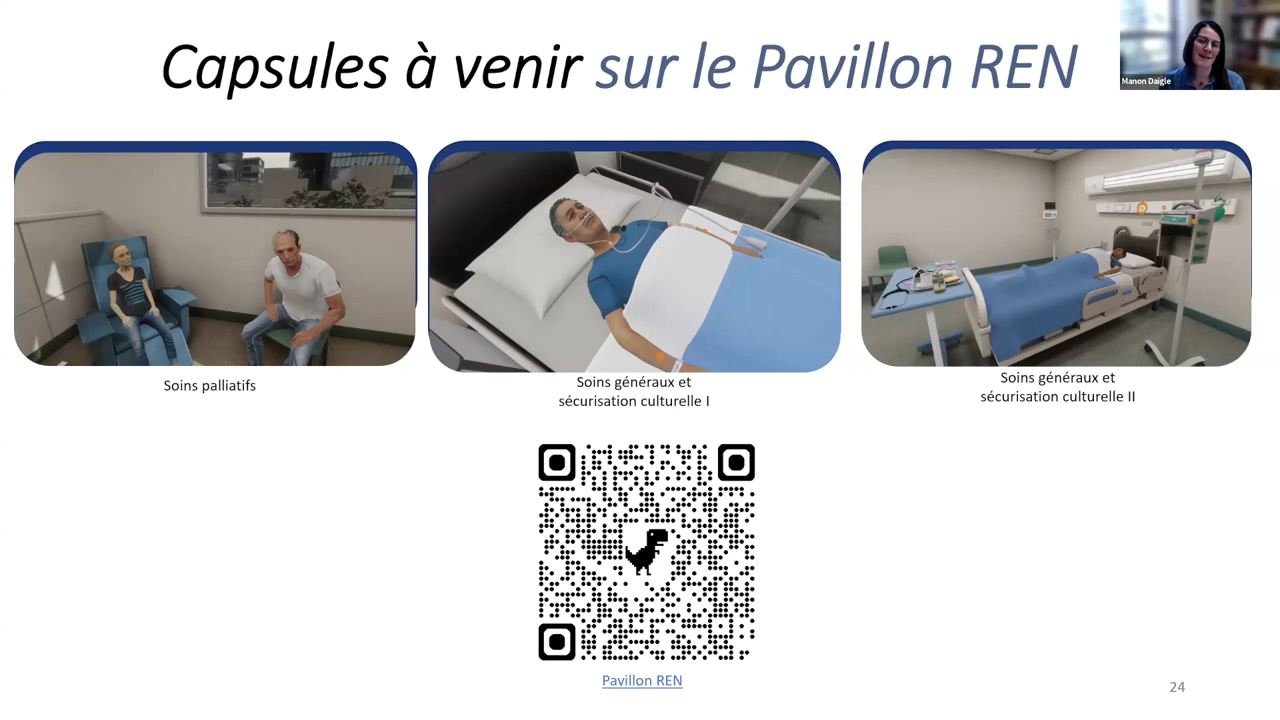 Capsules à venir sur le Pavillon REN
Manon Daigle
Soins palliatifs
Soins généraux et
sécurisation culturelle I
Soins généraux et
sécurisation culturelle II
Pavillon REN
24